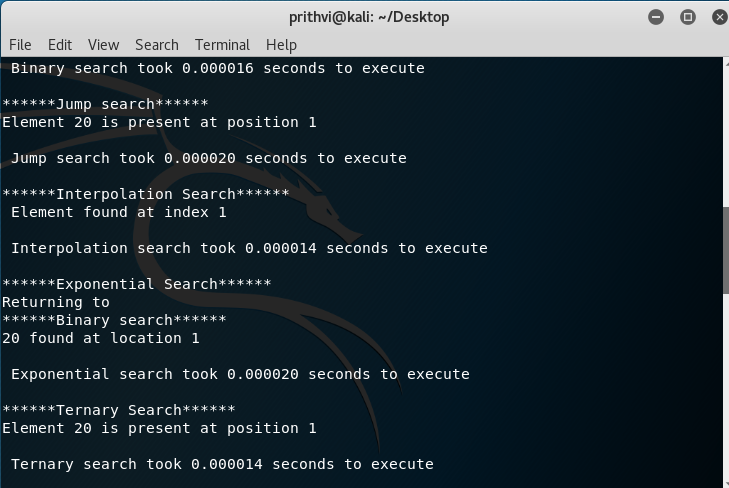 prithvi@kali: ~/Desktop
File Edit View Search Terminal Help
Binary search took 0.000016 seconds to execute
******Jump search******
Element 20 is present at position 1
Jump search took 0.000020 seconds to execute
******Interpolation Search******
Element found at index 1
Interpolation search took 0.000014 seconds to execute
******Exponential Search******
Returning to
******Binary search******
20 found at location 1
Exponential search took 0.000020 seconds to execute
******Ternary Search******
Element 20 is present at position 1
Ternary search took 0.000014 seconds to execute